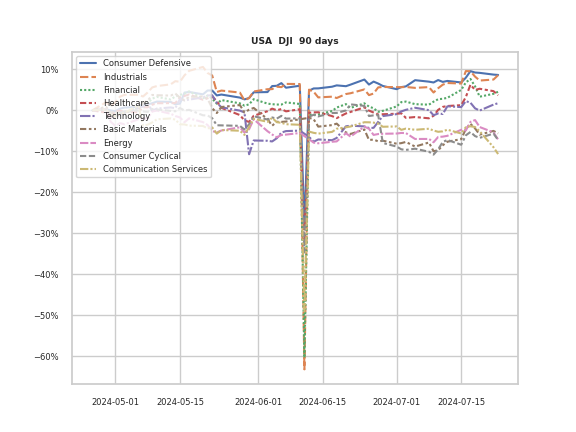 USA DJI 90 days
10%
0%
−10%
−20%
−30%
−40%
−50%
−60%
Consumer Defensive
Industrials
Financial
Healthcare
Technology
Basic Materials
Energy
Consumer Cyclical
Communication Services
2024-05-01
2024-05-15
2024-06-01
2024-06-15
2024-07-01
2024-07-15